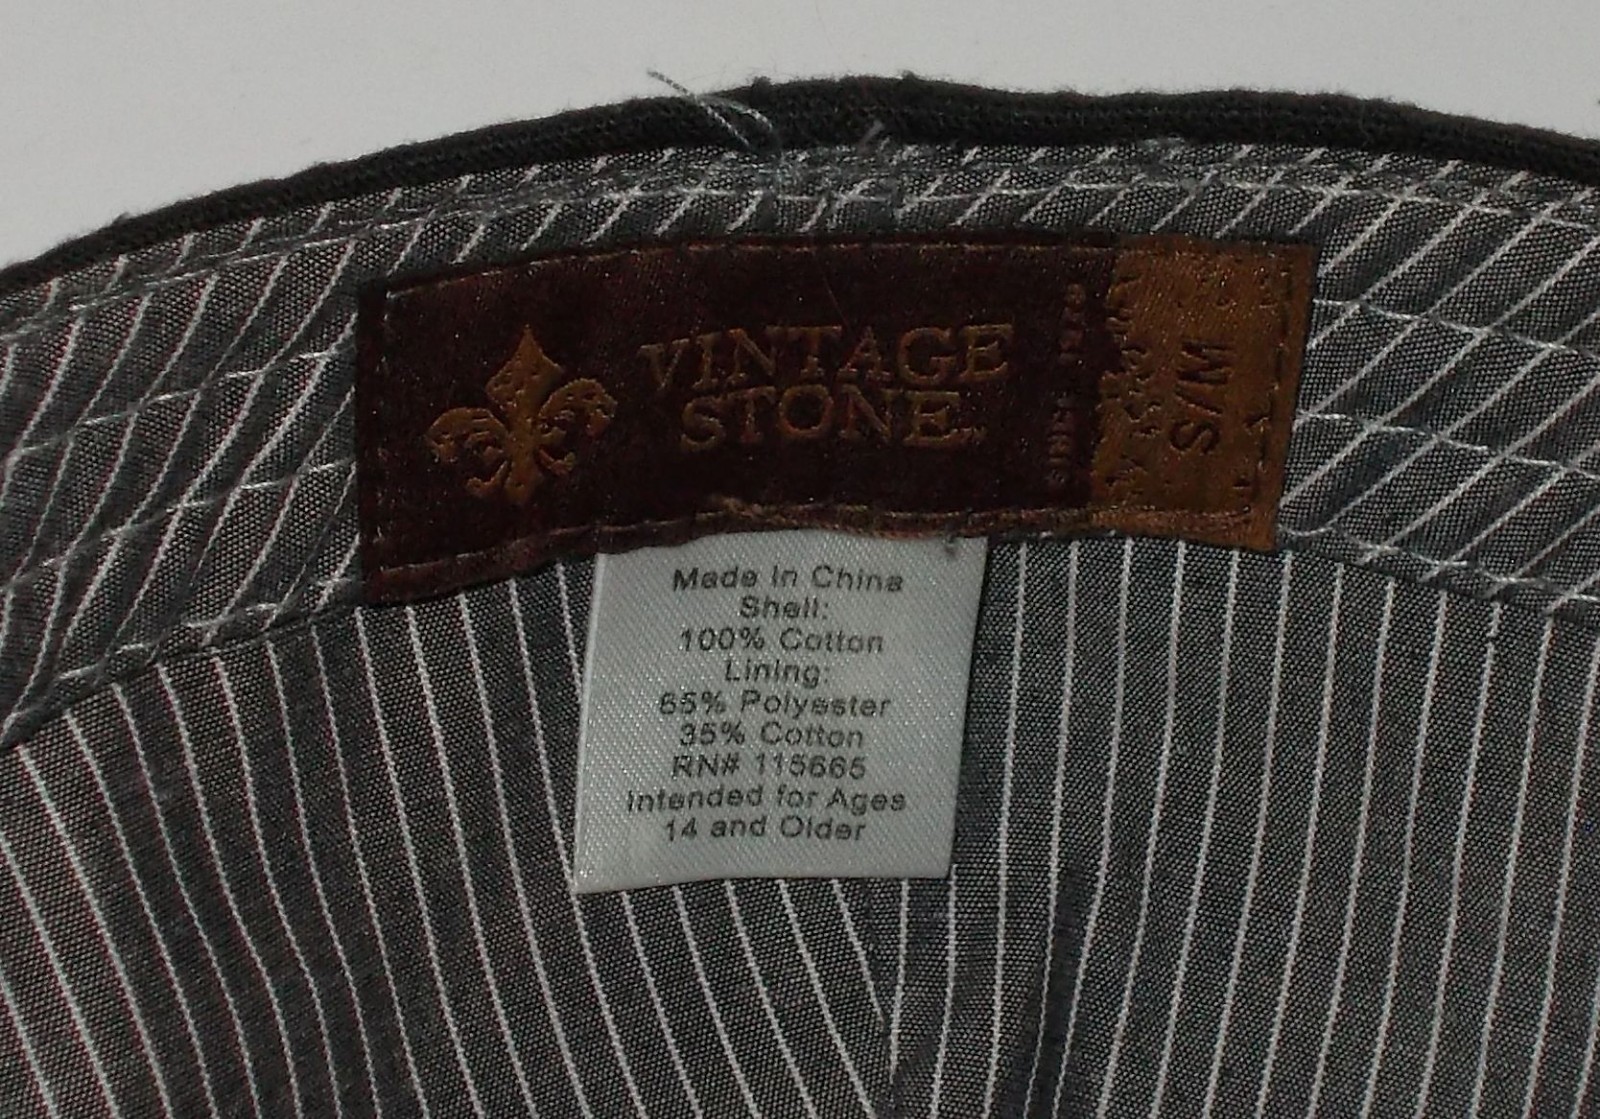 VINTAGE
STONE
S/M
Made In China
Shell:
100% Cotton
Lining:
65% Polyester
35% Cotton
RN# 115665
Intended for Ages
14 and Older